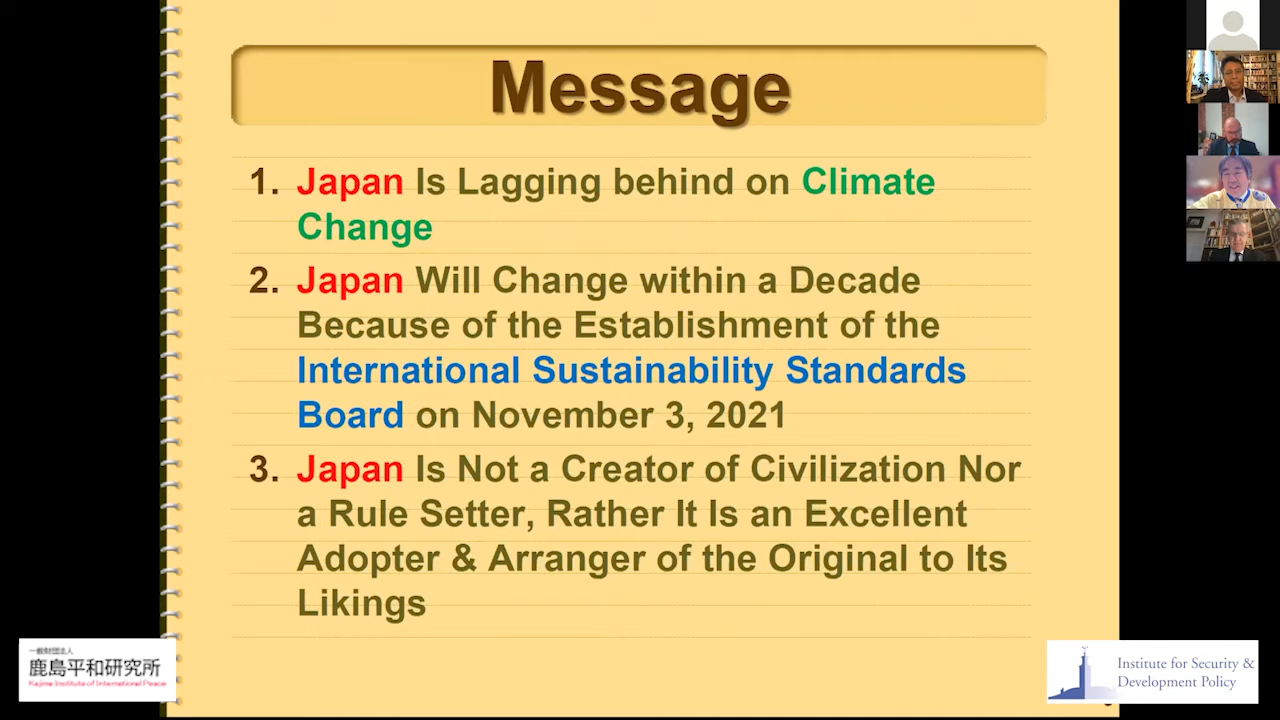 Message
1. Japan Is Lagging behind on Climate
Change
2. Japan Will Change within a Decade
Because of the Establishment of the
International Sustainability Standards
Board on November 3, 2021
3. Japan Is Not a Creator of Civilization Nor
a Rule Setter, Rather It Is an Excellent
Adopter & Arranger of the Original to Its
Likings
一般財団法人
鹿島平和研究所
Kajima Institute of International Peace
Institute for Security &
Development Policy